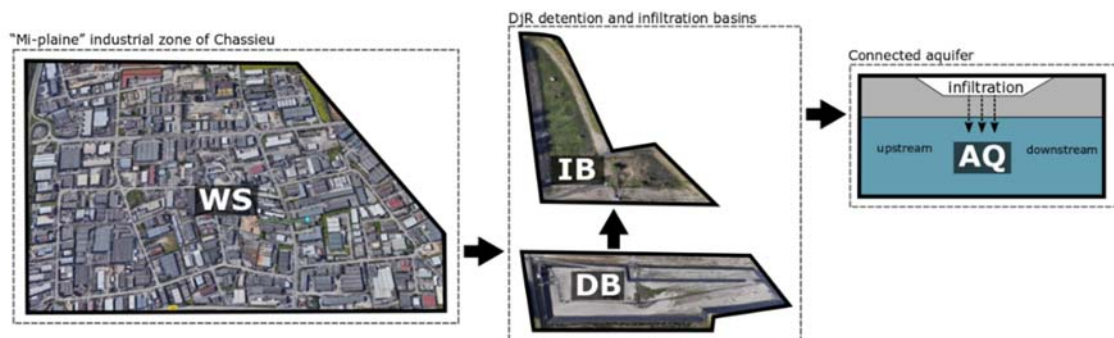 "Mi-plaine" industrial zone of Chassieu
WS
DjR detention and infiltration basins
IB
DB
Connected aquifer
infiltration
upstream
AQ
downstream